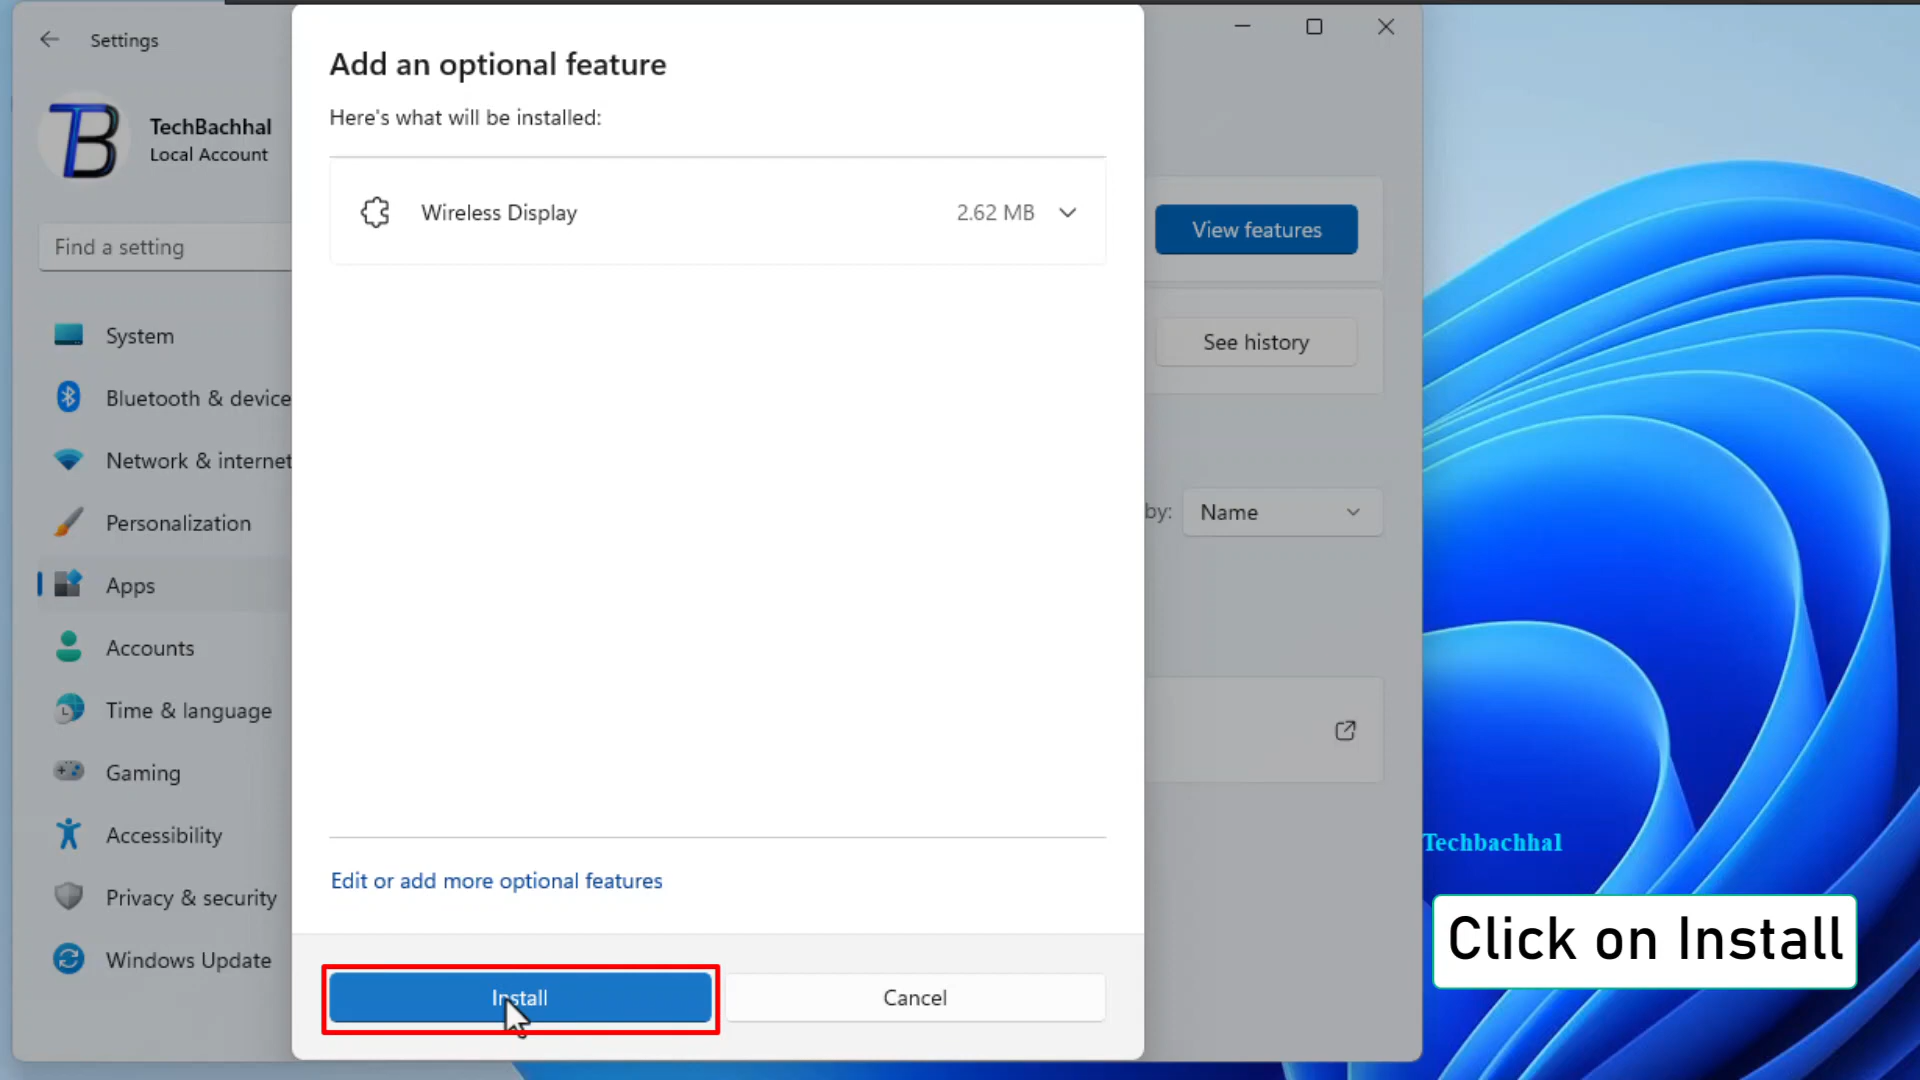 Settings
TB
TechBachhal
Local Account
Find a setting
System
Bluetooth & device
Network & internet
Personalization
Apps
Accounts
Time & language
Gaming
Accessibility
Privacy & security
Windows Update
Add an optional feature
Here's what will be installed:
Wireless Display 2.62 MB
Edit or add more optional features
Install
Cancel
View features
See history
by: Name
Techbachhal
Click on Install